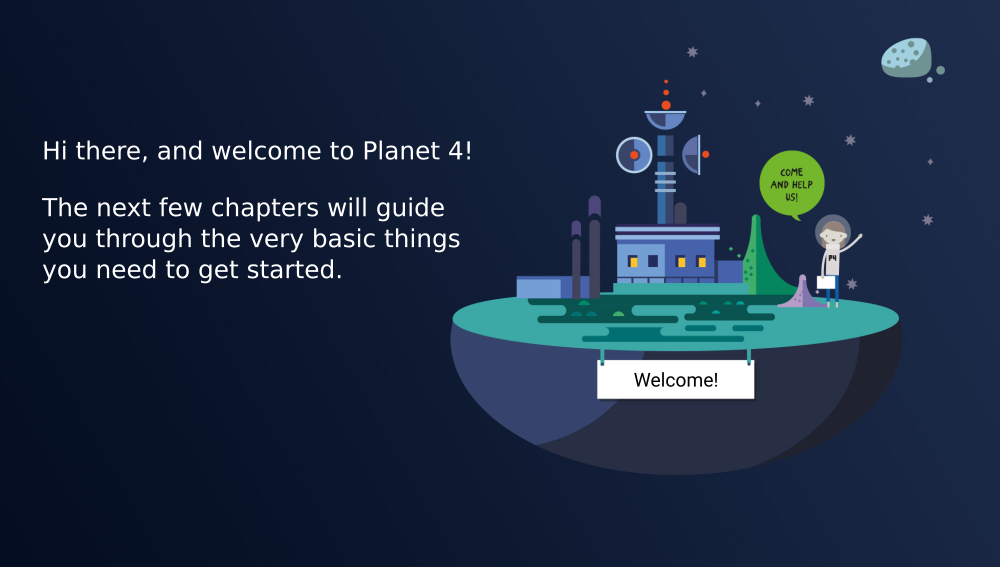 Hi there, and welcome to Planet 4!
The next few chapters will guide
you through the very basic things
you need to get started.
COME
AND HELP
US!
P4
Welcome!